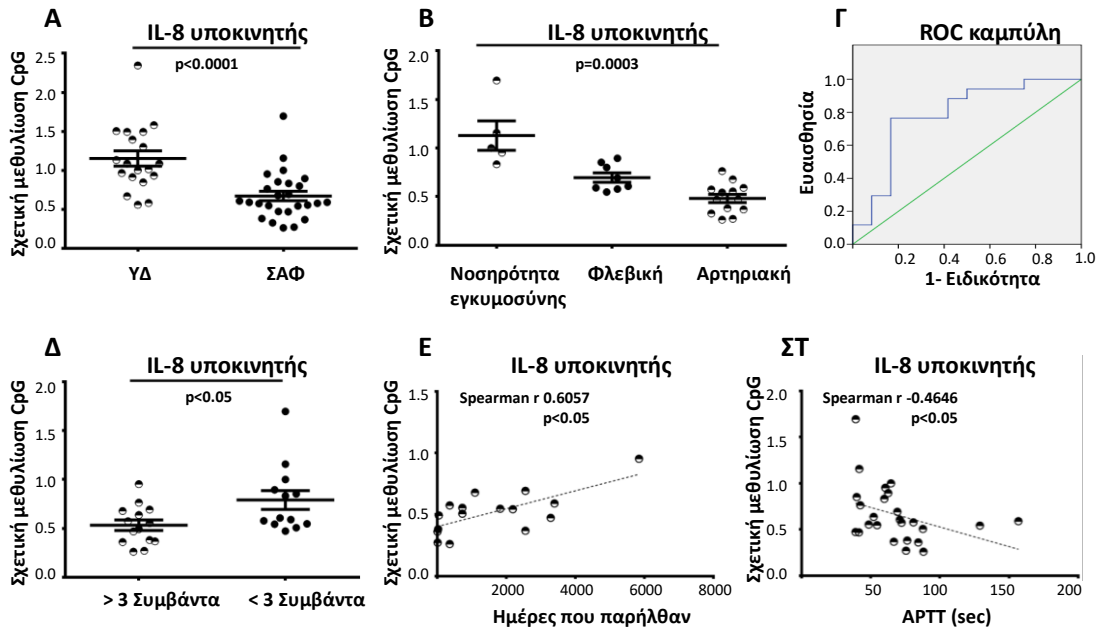 Α
IL-8 υποκινητής
p<0.0001
Σχετική μεθυλίωση CpG
2.5
2.0
1.5
1.0
0.5
0.0
ΥΔ
ΣΑΦ
Β
IL-8 υποκινητής
p=0.0003
Σχετική μεθυλίωση CpG
2.0
1.5
1.0
0.5
0.0
Νοσηρότητα
εγκυμοσύνης
Φλεβική
Αρτηριακή
Γ
ROC καμπύλη
Ευαισθησία
1.0
0.8
0.6
0.4
0.2
0.0
0.2
0.4
0.6
0.8
1.0
1- Ειδικότητα
Δ
IL-8 υποκινητής
p<0.05
Σχετική μεθυλίωση CpG
2.0
1.5
1.0
0.5
0.0
> 3 Συμβάντα
< 3 Συμβάντα
Ε
IL-8 υποκινητής
Spearman r 0.6057
p<0.05
Σχετική μεθυλίωση CpG
1.5
1.0
0.5
0.0
2000
4000
6000
8000
Ημέρες που παρήλθαν
ΣΤ
IL-8 υποκινητής
Spearman r -0.4646
p<0.05
Σχετική μεθυλίωση CpG
2.0
1.5
1.0
0.5
0.0
50
100
150
200
APTT (sec)